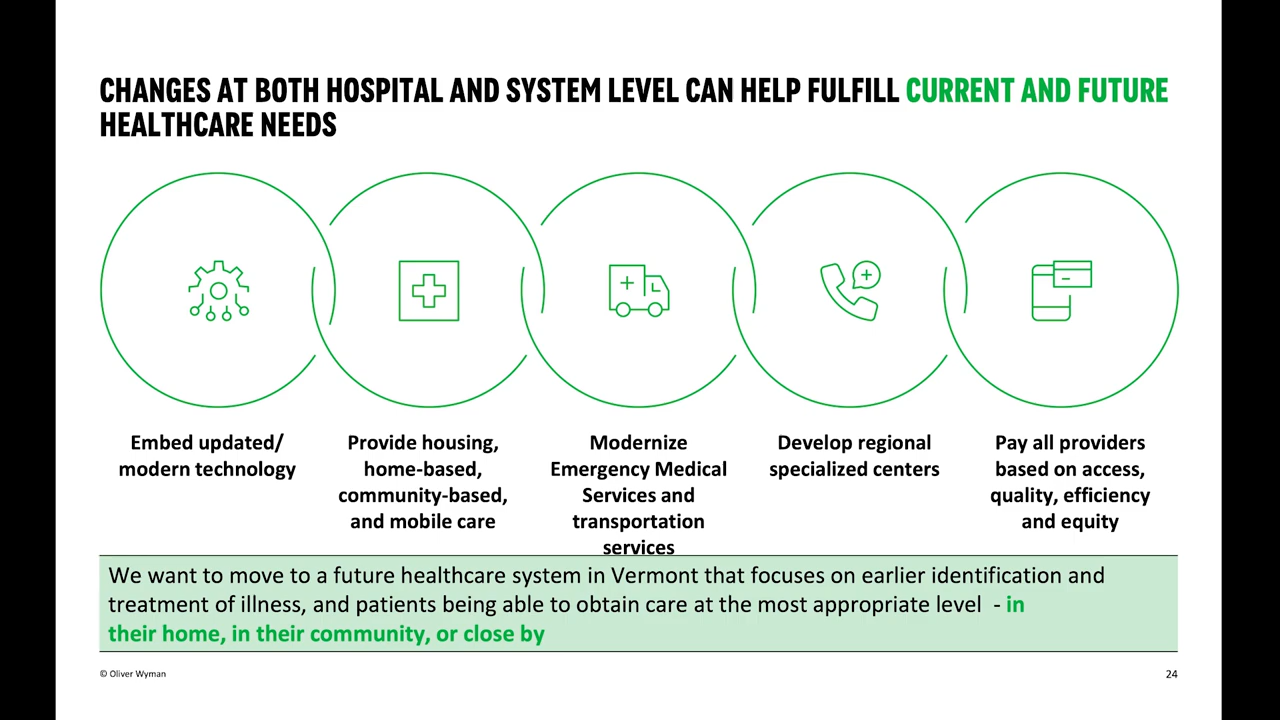 CHANGES AT BOTH HOSPITAL AND SYSTEM LEVEL CAN HELP FULFILL CURRENT AND FUTURE
HEALTHCARE NEEDS
Embed updated/
modern technology
Provide housing,
home-based,
community-based,
and mobile care
Modernize
Emergency Medical
Services and
transportation
services
Develop regional
specialized centers
Pay all providers
based on access,
quality, efficiency
and equity
We want to move to a future healthcare system in Vermont that focuses on earlier identification and
treatment of illness, and patients being able to obtain care at the most appropriate level - in
their home, in their community, or close by
© Oliver Wyman
24